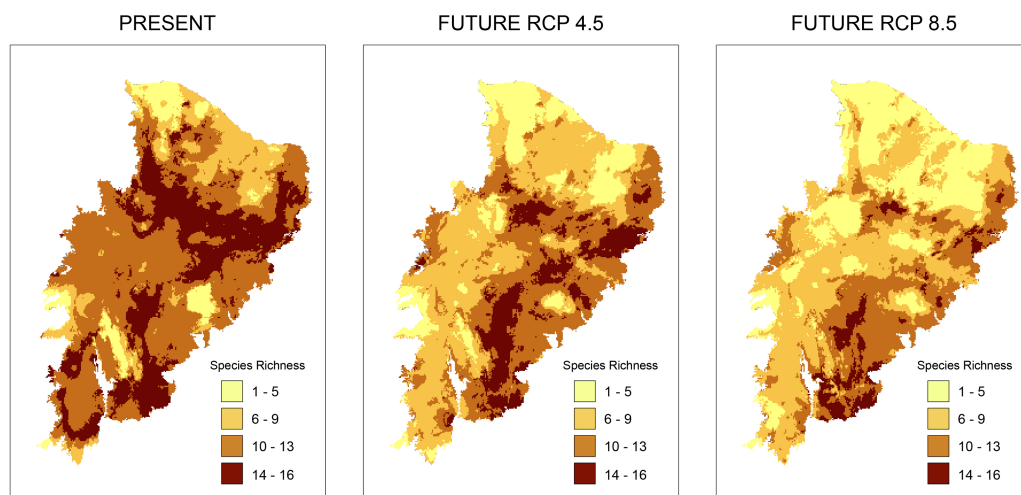 PRESENT
FUTURE RCP 4.5
FUTURE RCP 8.5
Species Richness
1 - 5
6 - 9
10 - 13
14 - 16
Species Richness
1 - 5
6 - 9
10 - 13
14 - 16
Species Richness
1 - 5
6 - 9
10 - 13
14 - 16